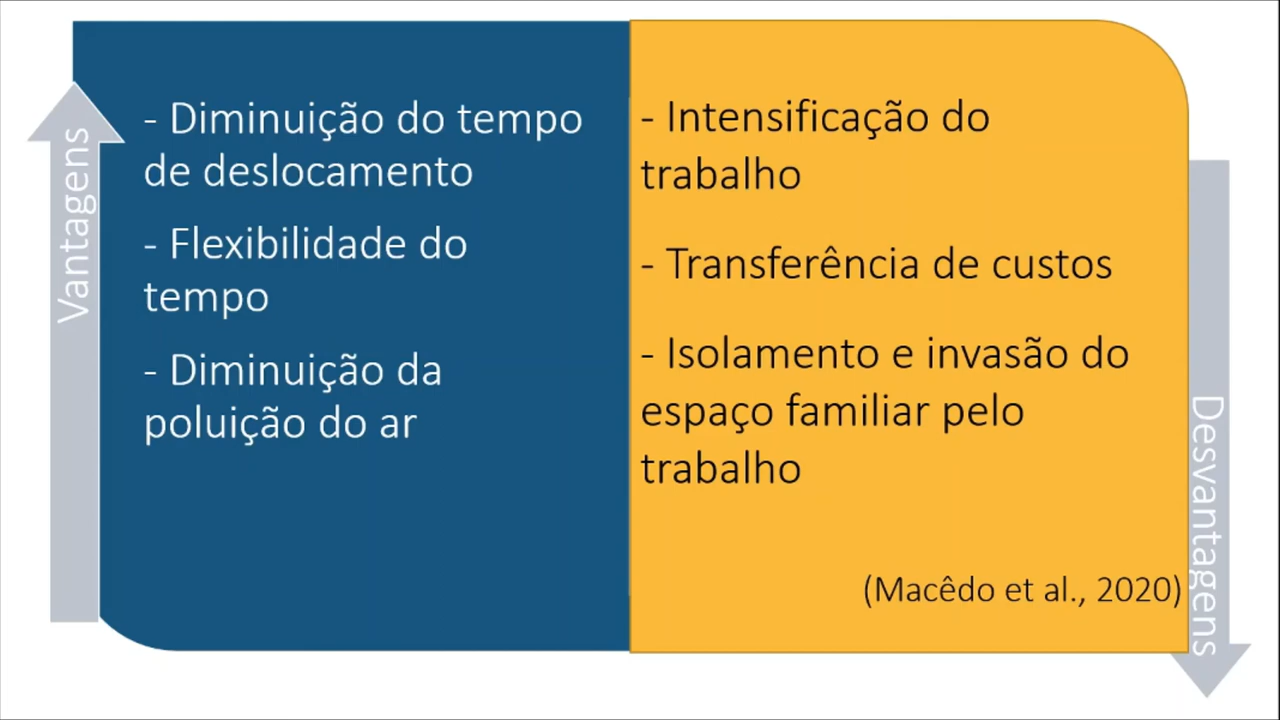 Vantagens
- Diminuição do tempo
de deslocamento
- Flexibilidade do
tempo
- Diminuição da
poluição do ar
- Intensificação do
trabalho
- Transferência de custos
- Isolamento e invasão do
espaço familiar pelo
trabalho
(Macêdo et al., 2020)
Desvantagens